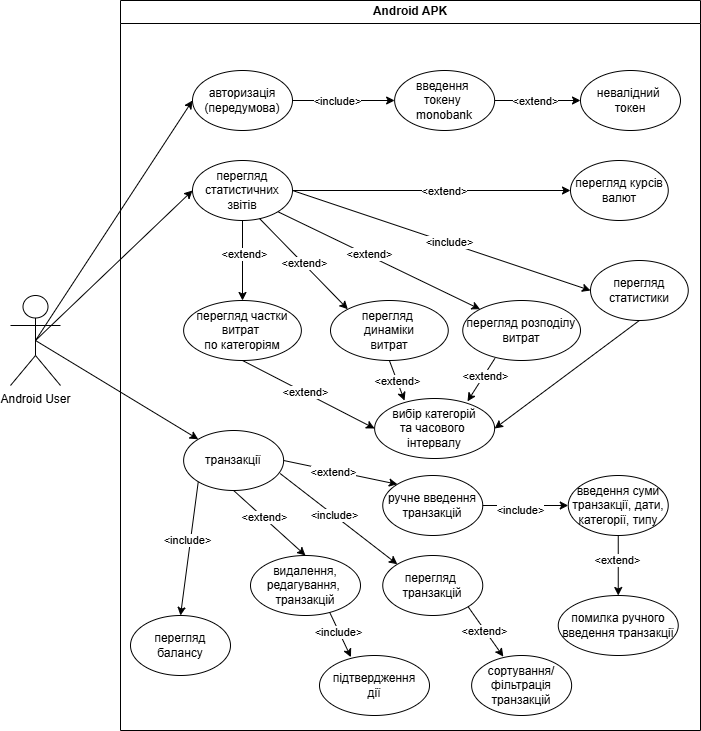 Android APK
авторизація
(передумова)
<include>
введення
токену
monobank
<extend>
невалідний
токен
перегляд
статистичних
звітів
<extend>
перегляд курсів
валют
<extend>
<extend>
<extend>
<include>
перегляд
статистики
перегляд частки
витрат
по категоріям
перегляд
динаміки
витрат
перегляд розподілу
витрат
<extend>
<extend>
<extend>
вибір категорій
та часового
інтервалу
Android User
транзакції
<extend>
ручне введення
транзакцій
<include>
введення суми
транзакції, дати,
категорії, типу
<include>
<extend>
<include>
<extend>
видалення,
редагування,
транзакцій
перегляд
транзакцій
помилка ручного
введення транзакції
перегляд
балансу
<include>
<extend>
підтвердження
дії
сортування/
фільтрація
транзакцій